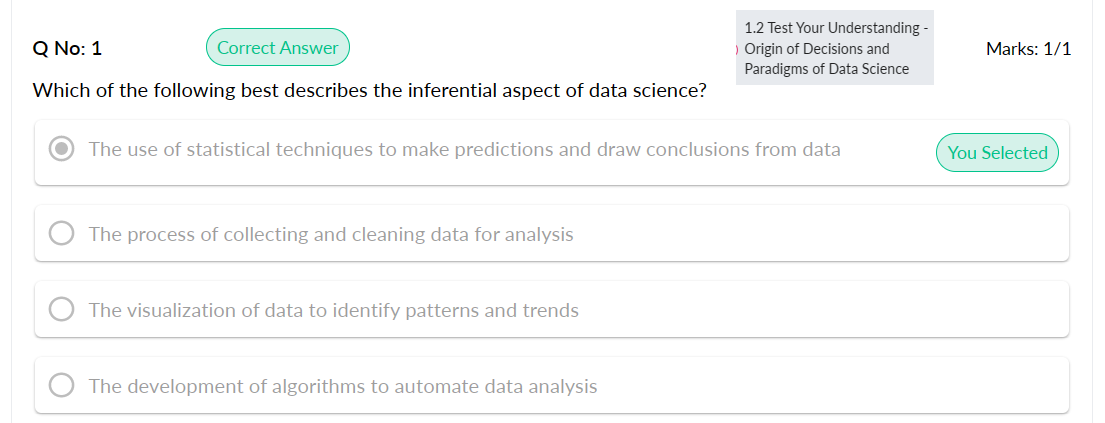 Q No: 1
Correct Answer
1.2 Test Your Understanding -
Origin of Decisions and
Paradigms of Data Science
Marks: 1/1
Which of the following best describes the inferential aspect of data science?
The use of statistical techniques to make predictions and draw conclusions from data
You Selected
The process of collecting and cleaning data for analysis
The visualization of data to identify patterns and trends
The development of algorithms to automate data analysis